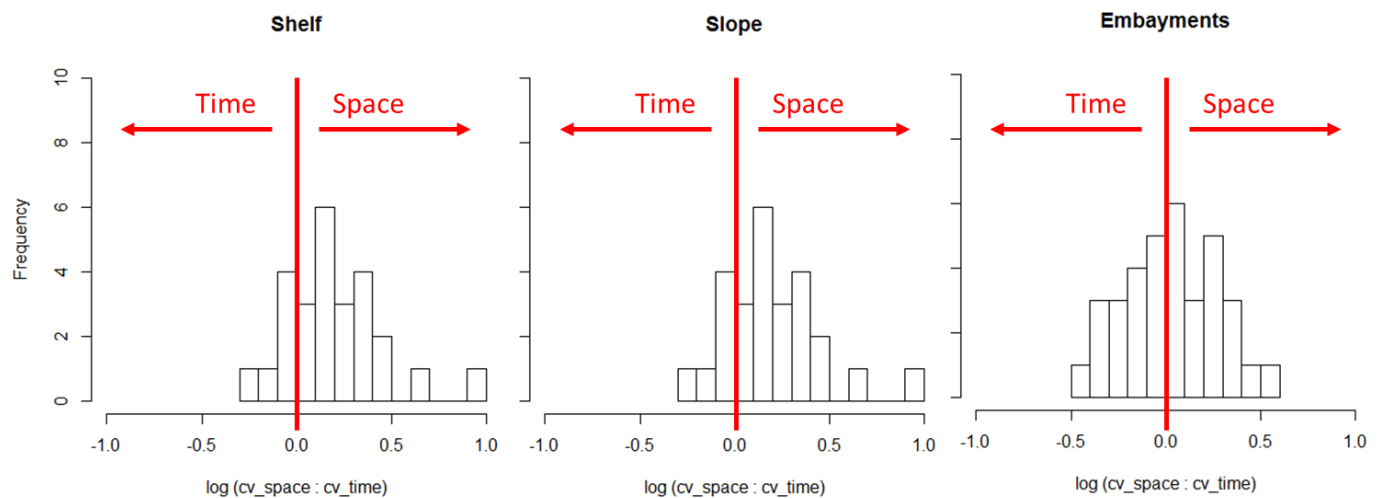 Shelf
Slope
Embayments
Time Space
Time Space
Time Space
Frequency
10
8
6
4
2
0
-1.0 -0.5 0.0 0.5 1.0
-1.0 -0.5 0.0 0.5 1.0
-1.0 -0.5 0.0 0.5 1.0
log (cv_space : cv_time)
log (cv_space : cv_time)
log (cv_space : cv_time)